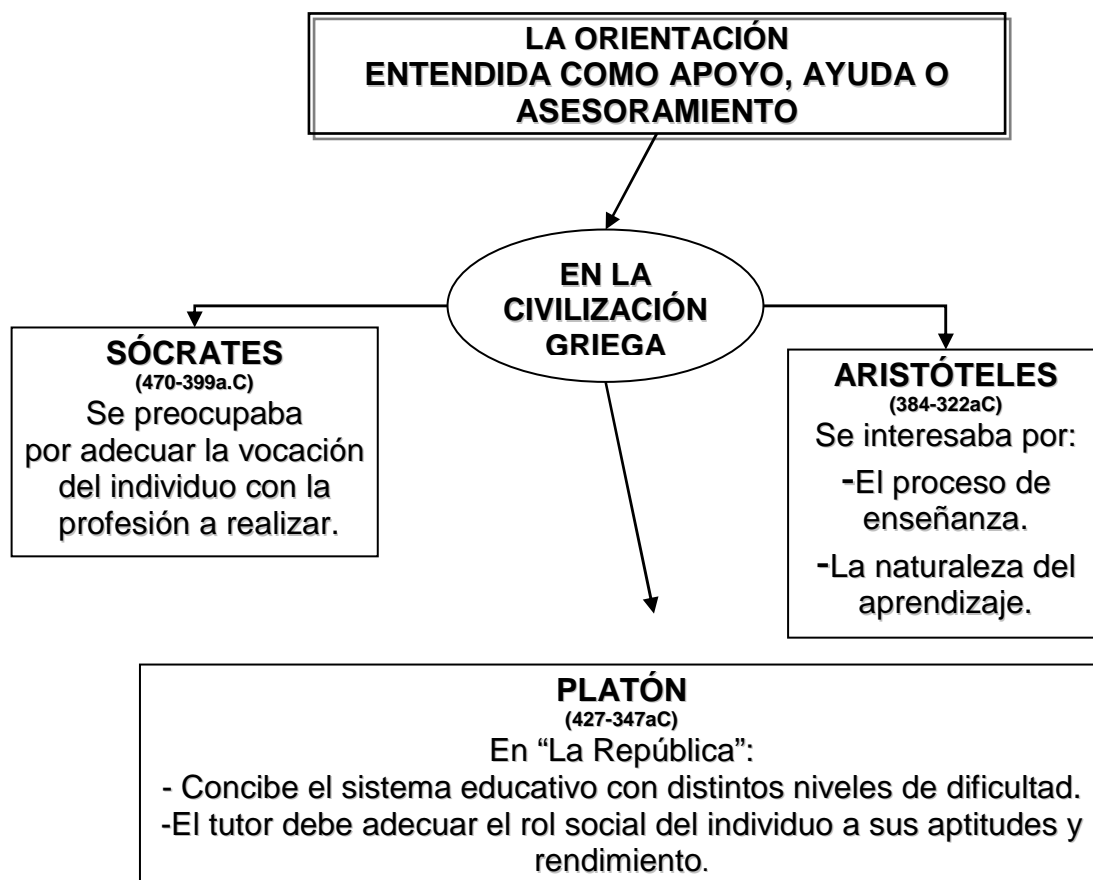 LA ORIENTACIÓN
ENTENDIDA COMO APOYO, AYUDA O
ASESORAMIENTO
EN LA
CIVILIZACIÓN
GRIEGA
SÓCRATES
(470-399a.C)
Se preocupaba
por adecuar la vocación
del individuo con la
profesión a realizar.
ARISTÓTELES
(384-322aC)
Se interesaba por:
-El proceso de
enseñanza.
-La naturaleza del
aprendizaje.
PLATÓN
(427-347aC)
En “La República”:
- Concibe el sistema educativo con distintos niveles de dificultad.
-El tutor debe adecuar el rol social del individuo a sus aptitudes y
rendimiento.